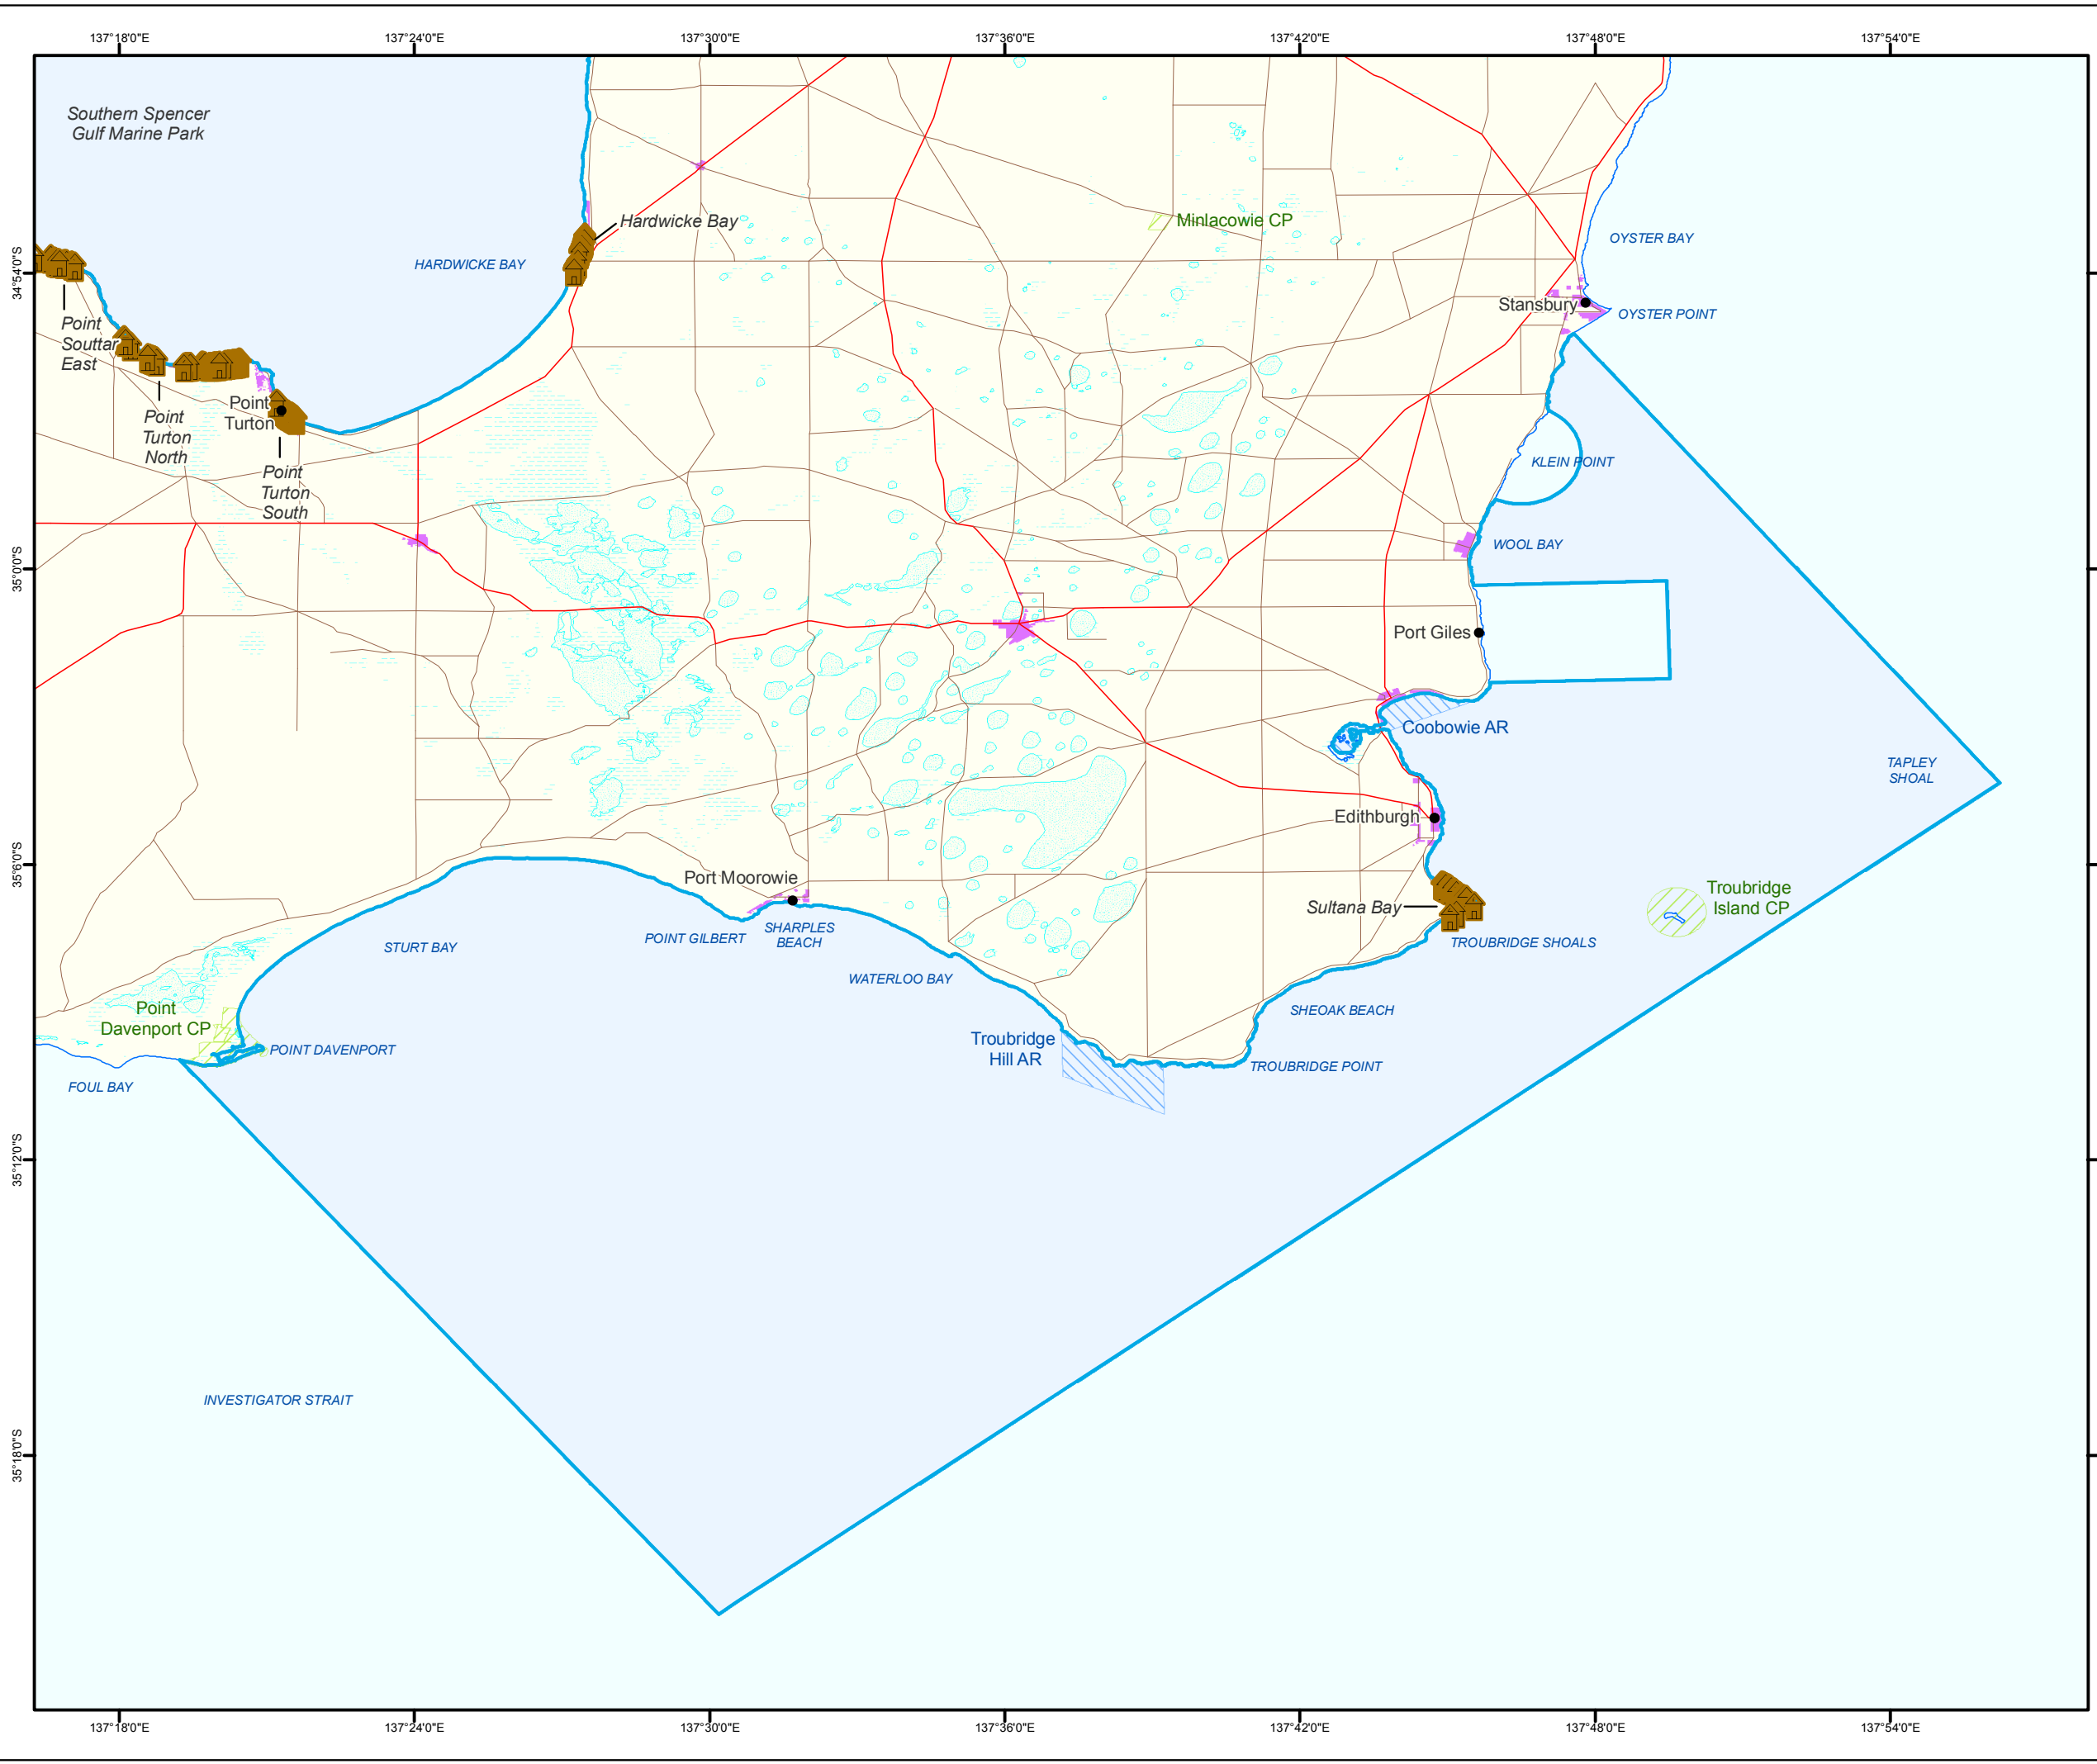 137°18'0"E
137°24'0"E
137°30'0"E
137°36'0"E
137°42'0"E
137°48'0"E
137°54'0"E
Southern Spencer
Gulf Marine Park
Hardwicke Bay
Minlacowie CP
OYSTER BAY
HARDWICKE BAY
34°54'0"S
Stansbury
OYSTER POINT
Point
Souttar
East
Point
Turton
Point
Turton
North
Point
Turton
South
KLEIN POINT
WOOL BAY
35°0'0"S
Port Giles
Coobowie AR
TAPLEY
SHOAL
Edithburgh
35°6'0"S
Port Moorowie
Troubridge
Island CP
Sultana Bay
SHARPLES
BEACH
POINT GILBERT
TROUBRIDGE SHOALS
STURT BAY
WATERLOO BAY
Point
Davenport CP
SHEOAK BEACH
Troubridge
Hill AR
POINT DAVENPORT
TROUBRIDGE POINT
FOUL BAY
35°12'0"S
INVESTIGATOR STRAIT
35°18'0"S
137°18'0"E
137°24'0"E
137°30'0"E
137°36'0"E
137°42'0"E
137°48'0"E
137°54'0"E